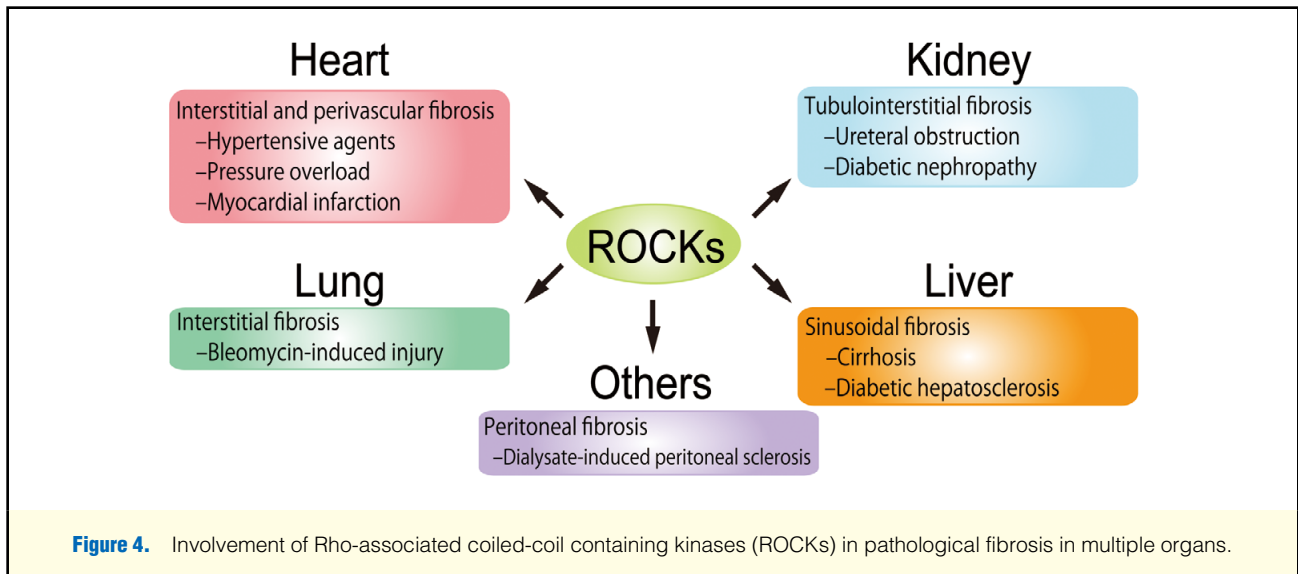 Heart
Interstitial and perivascular fibrosis
–Hypertensive agents
–Pressure overload
–Myocardial infarction
Kidney
Tubulointerstitial fibrosis
–Ureteral obstruction
–Diabetic nephropathy
ROCKs
Lung
Interstitial fibrosis
–Bleomycin-induced injury
Liver
Sinusoidal fibrosis
–Cirrhosis
–Diabetic hepatosclerosis
Others
Peritoneal fibrosis
–Dialysate-induced peritoneal sclerosis
Figure 4. Involvement of Rho-associated coiled-coil containing kinases (ROCKs) in pathological fibrosis in multiple organs.